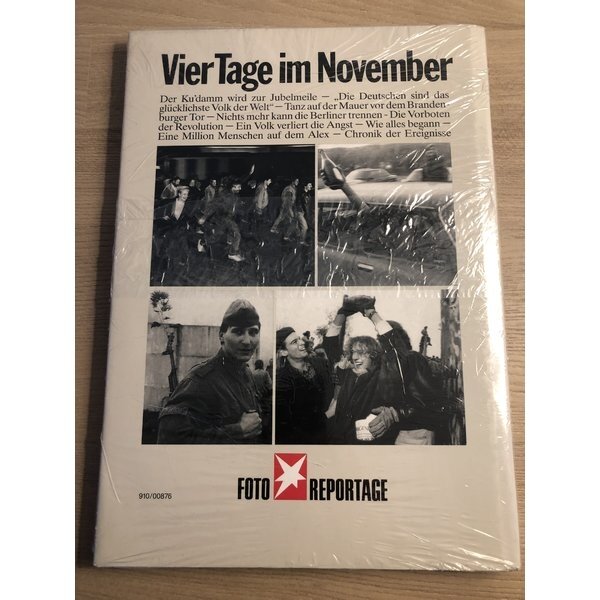 Vier Tage im November
Der Ku'damm wird zur Jubelmeile – „Die Deutschen sind das
glücklichste Volk der Welt“ – Tanz auf der Mauer vor dem Branden-
burger Tor – Nichts mehr kann die Berliner trennen - Die Vorboten
der Revolution – Ein Volk verliert die Angst – Wie alles begann –
Eine Million Menschen auf dem Alex – Chronik der Ereignisse
FOTO REPORTAGE
910/00876